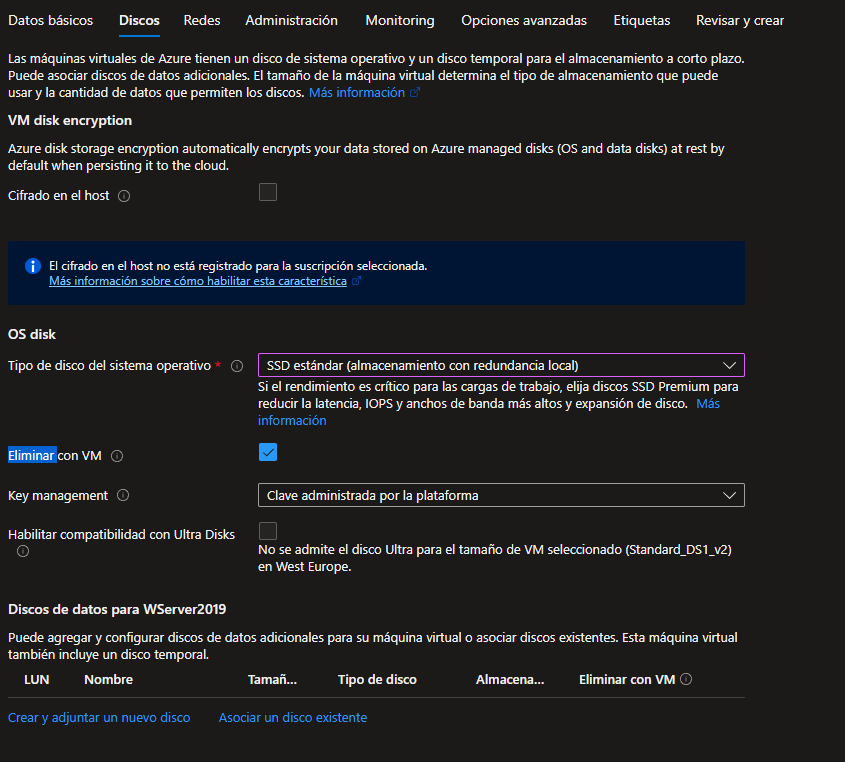 Datos básicos Discos Redes Administración Monitoring Opciones avanzadas Etiquetas Revisar y crear
Las máquinas virtuales de Azure tienen un disco de sistema operativo y un disco temporal para el almacenamiento a corto plazo.
Puede asociar discos de datos adicionales. El tamaño de la máquina virtual determina el tipo de almacenamiento que puede
usar y la cantidad de datos que permiten los discos. Más información
VM disk encryption
Azure disk storage encryption automatically encrypts your data stored on Azure managed disks (OS and data disks) at rest by
default when persisting it to the cloud.
Cifrado en el host
El cifrado en el host no está registrado para la suscripción seleccionada.
Más información sobre cómo habilitar esta característica
OS disk
Tipo de disco del sistema operativo * SSD estándar (almacenamiento con redundancia local)
Si el rendimiento es crítico para las cargas de trabajo, elija discos SSD Premium para
reducir la latencia, IOPS y anchos de banda más altos y expansión de disco. Más
información
Eliminar con VM
Key management Clave administrada por la plataforma
Habilitar compatibilidad con Ultra Disks
No se admite el disco Ultra para el tamaño de VM seleccionado (Standard_DS1_v2)
en West Europe.
Discos de datos para WServer2019
Puede agregar y configurar discos de datos adicionales para su máquina virtual o asociar discos existentes. Esta máquina virtual
también incluye un disco temporal.
LUN Nombre Tamañ... Tipo de disco Almacena... Eliminar con VM
Crear y adjuntar un nuevo disco Asociar un disco existente